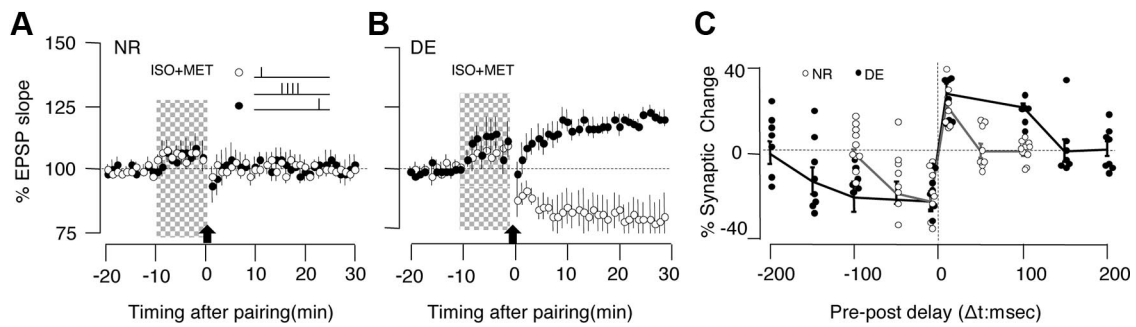 A
NR
ISO+MET
% EPSP slope
150
125
100
75
-20 -10 0 10 20 30
Timing after pairing(min)
B
DE
ISO+MET
-20 -10 0 10 20 30
Timing after pairing(min)
C
NR DE
% Synaptic Change
40
0
-40
-200 -100 0 100 200
Pre-post delay (Δt:msec)